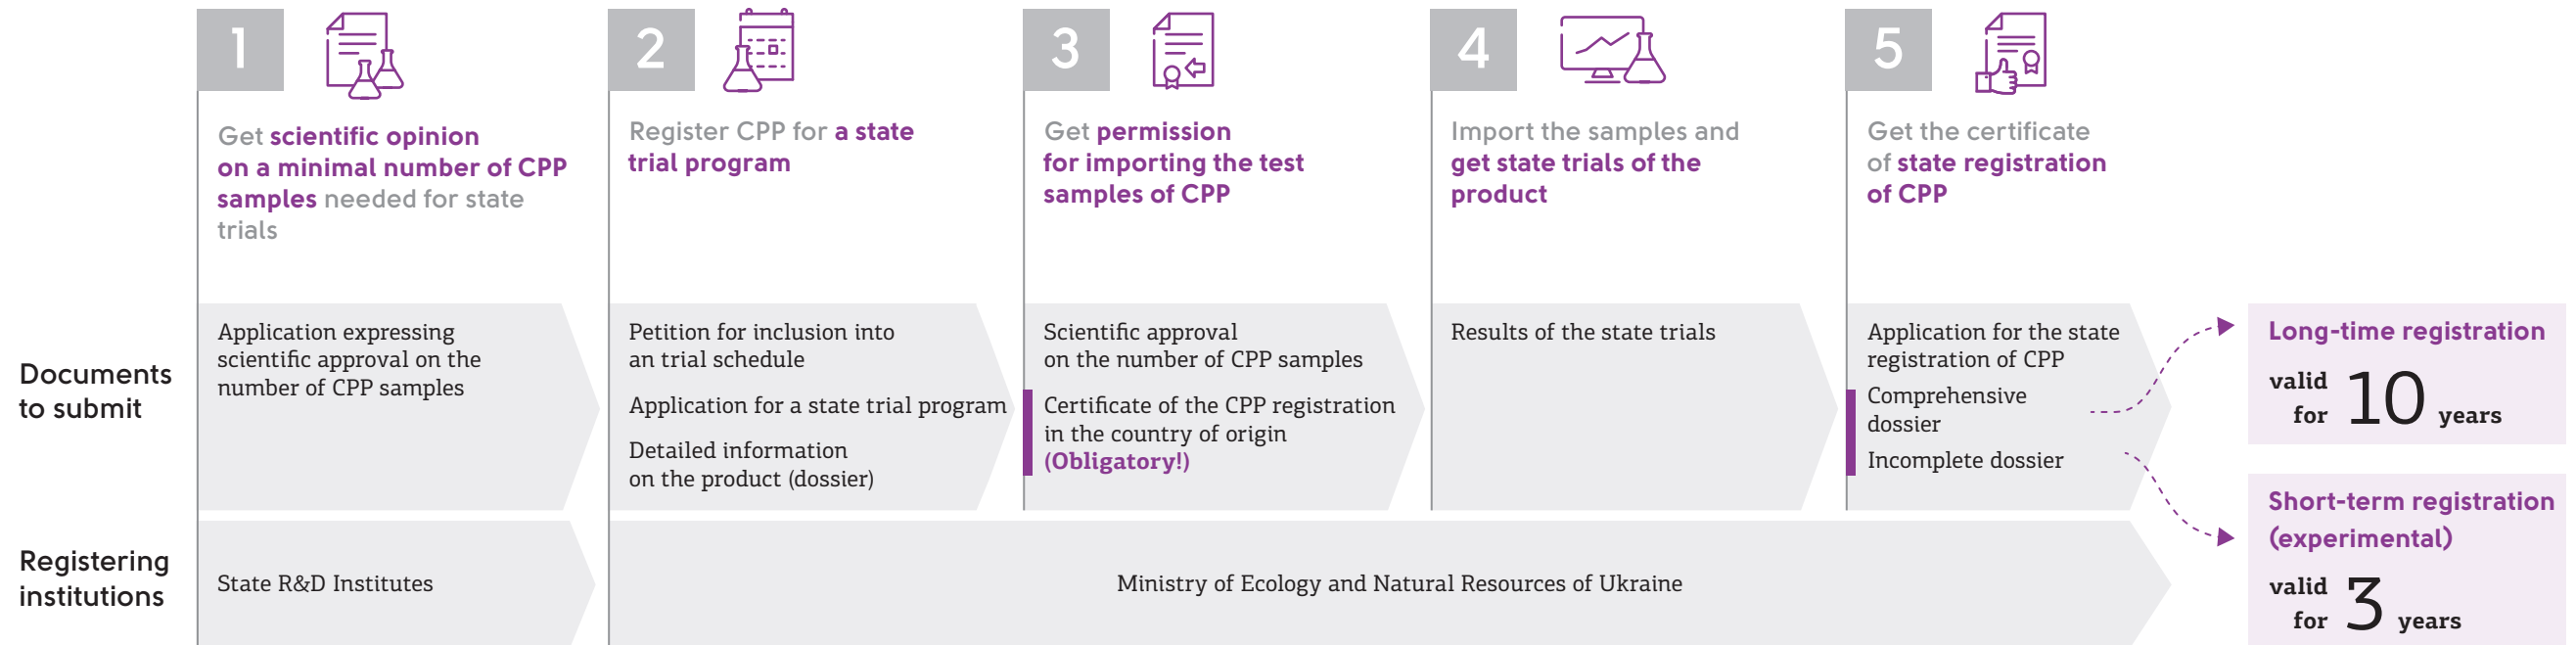 1
Get scientific opinion
on a minimal number of CPP
samples needed for state
trials
2
Register CPP for a state
trial program
3
Get permission
for importing the test
samples of CPP
4
Import the samples and
get state trials of the
product
5
Get the certificate
of state registration
of CPP
Documents
to submit
Application expressing
scientific approval on the
number of CPP samples
Petition for inclusion into
an trial schedule
Application for a state trial program
Detailed information
on the product (dossier)
Scientific approval
on the number of CPP samples
Certificate of the CPP registration
in the country of origin
(Obligatory!)
Results of the state trials
Application for the state
registration of CPP
Comprehensive
dossier
Incomplete dossier
Long-time registration
valid
for 10 years
Short-term registration
(experimental)
valid
for 3 years
Registering
institutions
State R&D Institutes
Ministry of Ecology and Natural Resources of Ukraine